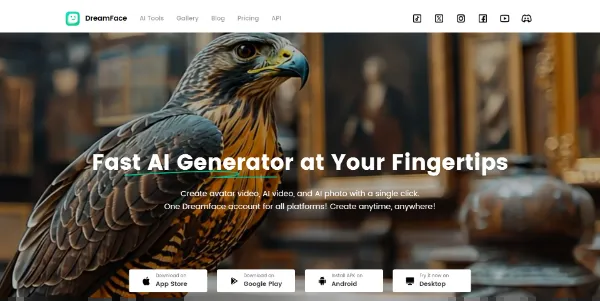 DreamFace AI Tools Gallery Blog Pricing API
Fast AI Generator at Your Fingertips
Create avatar video, AI video, and AI photo with a single click.
One Dreamface account for all platforms! Create anytime, anywhere!
Download on
App Store
Download on
Google Play
Install APK on
Android
Try it now on
Desktop